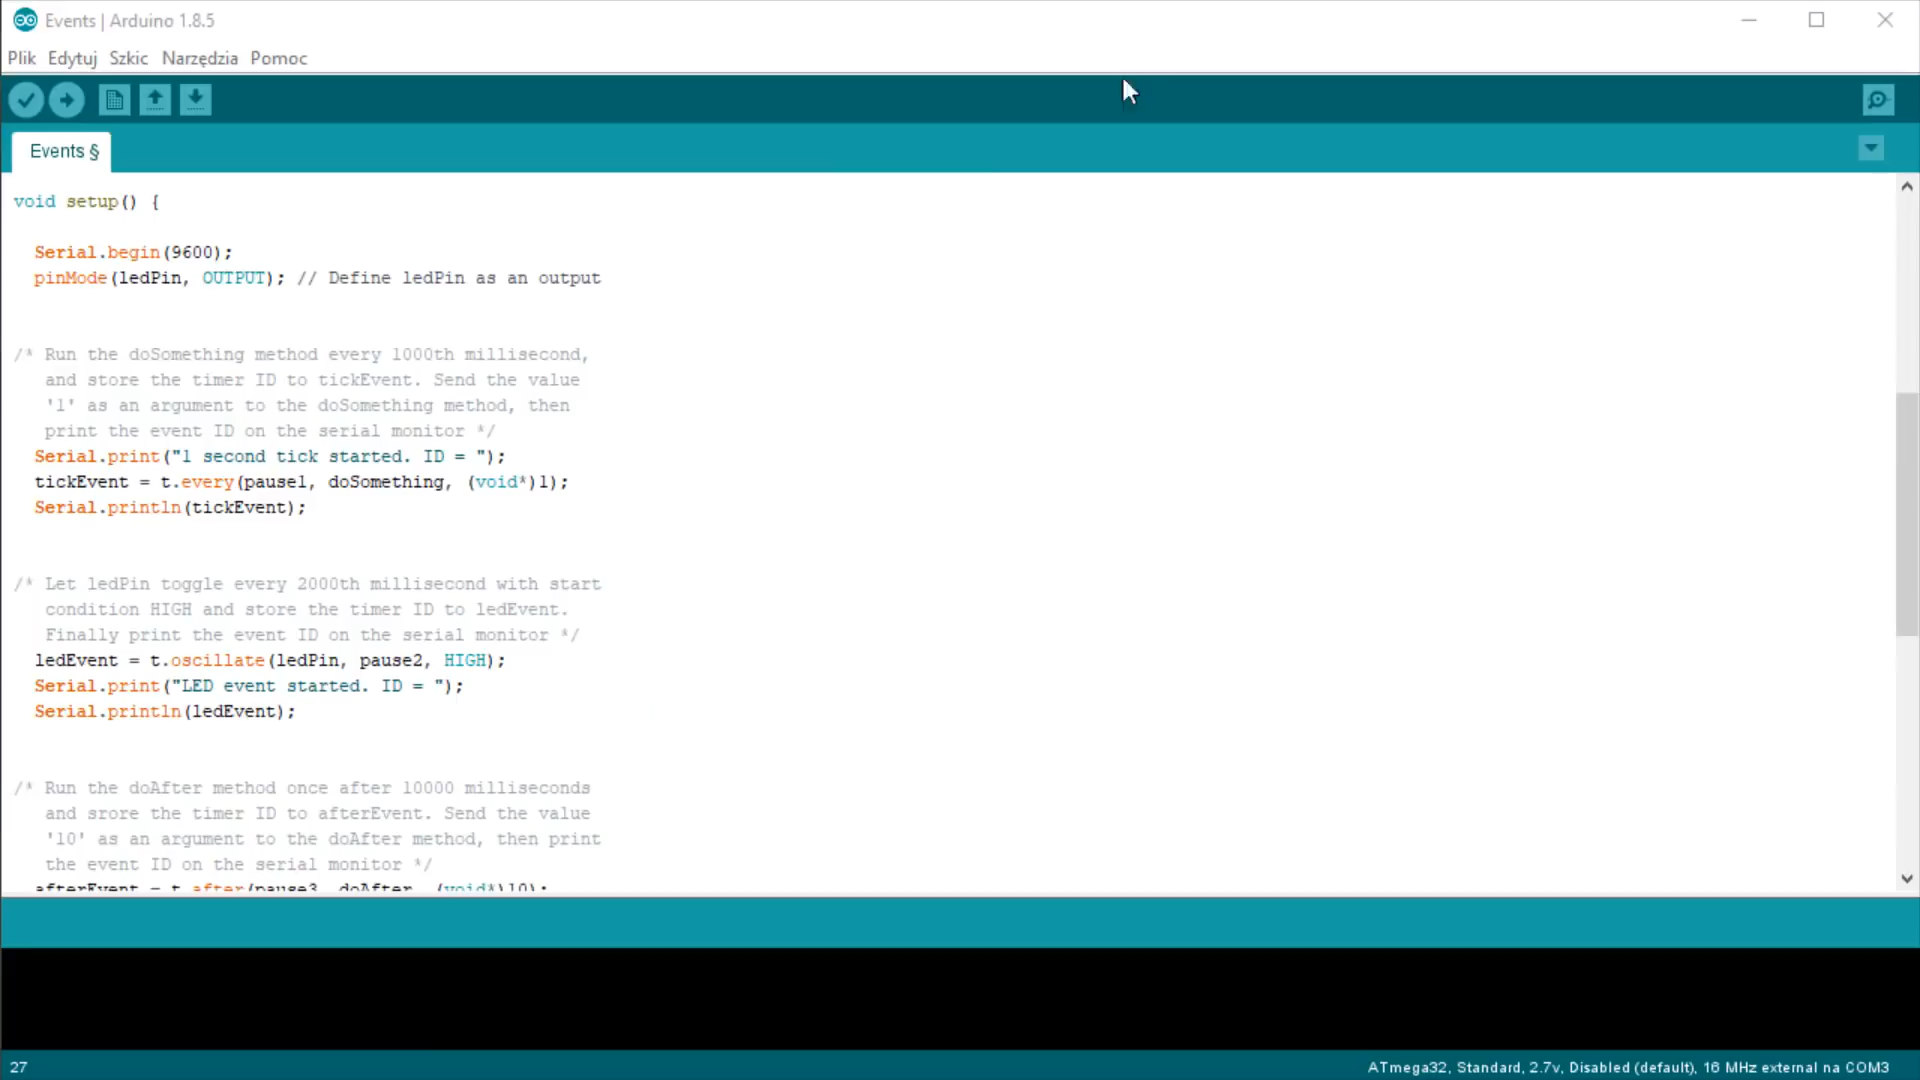 Events | Arduino 1.8.5
Plik Edytuj Szkic Narzędzia Pomoc
Events §
void setup() {
Serial.begin(9600);
pinMode(ledPin, OUTPUT); // Define ledPin as an output
/* Run the doSomething method every 1000th millisecond,
and store the timer ID to tickEvent. Send the value
'1' as an argument to the doSomething method, then
print the event ID on the serial monitor */
Serial.print("1 second tick started. ID = ");
tickEvent = t.every(pause1, doSomething, (void*)1);
Serial.println(tickEvent);
/* Let ledPin toggle every 2000th millisecond with start
condition HIGH and store the timer ID to ledEvent.
Finally print the event ID on the serial monitor */
ledEvent = t.oscillate(ledPin, pause2, HIGH);
Serial.print("LED event started. ID = ");
Serial.println(ledEvent);
/* Run the doAfter method once after 10000 milliseconds
and srore the timer ID to afterEvent. Send the value
'10' as an argument to the doAfter method, then print
the event ID on the serial monitor */
afterEvent = t.after(pause3, doAfter, (void*)10);
27
ATmega32, Standard, 2.7v, Disabled (default), 16 MHz external na COM3